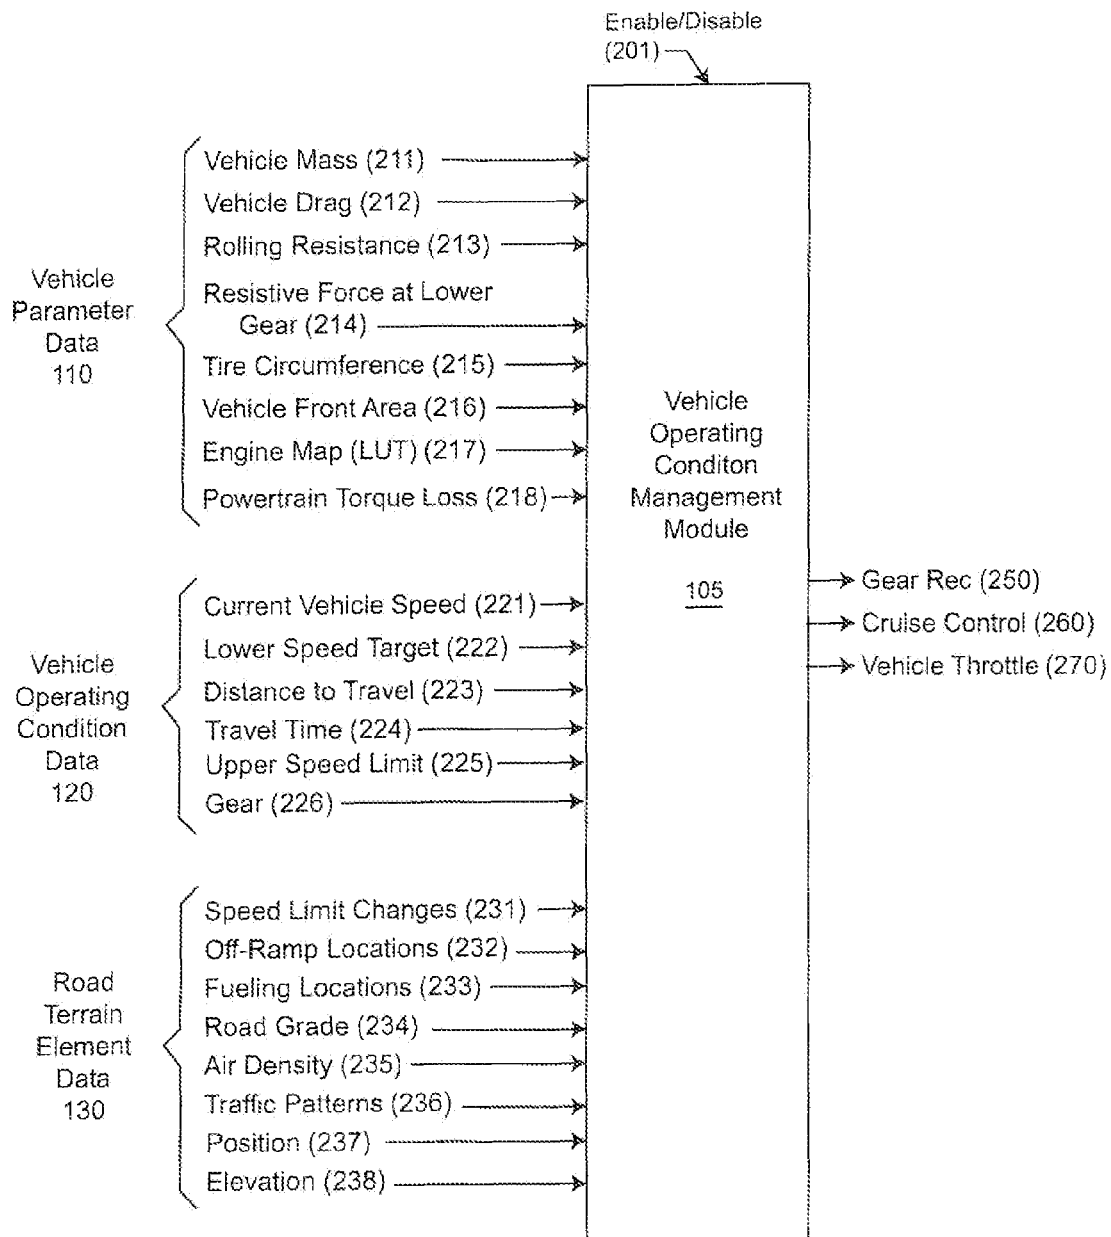 Enable/Disable
(201)
Vehicle
Parameter
Data
110
Vehicle Mass (211)
Vehicle Drag (212)
Rolling Resistance (213)
Resistive Force at Lower
Gear (214)
Tire Circumference (215)
Vehicle Front Area (216)
Engine Map (LUT) (217)
Powertrain Torque Loss (218)
Vehicle
Operating
Condition
Data
120
Current Vehicle Speed (221)
Lower Speed Target (222)
Distance to Travel (223)
Travel Time (224)
Upper Speed Limit (225)
Gear (226)
Road
Terrain
Element
Data
130
Speed Limit Changes (231)
Off-Ramp Locations (232)
Fueling Locations (233)
Road Grade (234)
Air Density (235)
Traffic Patterns (236)
Position (237)
Elevation (238)
Vehicle
Operating
Conditon
Management
Module
105
Gear Rec (250)
Cruise Control (260)
Vehicle Throttle (270)